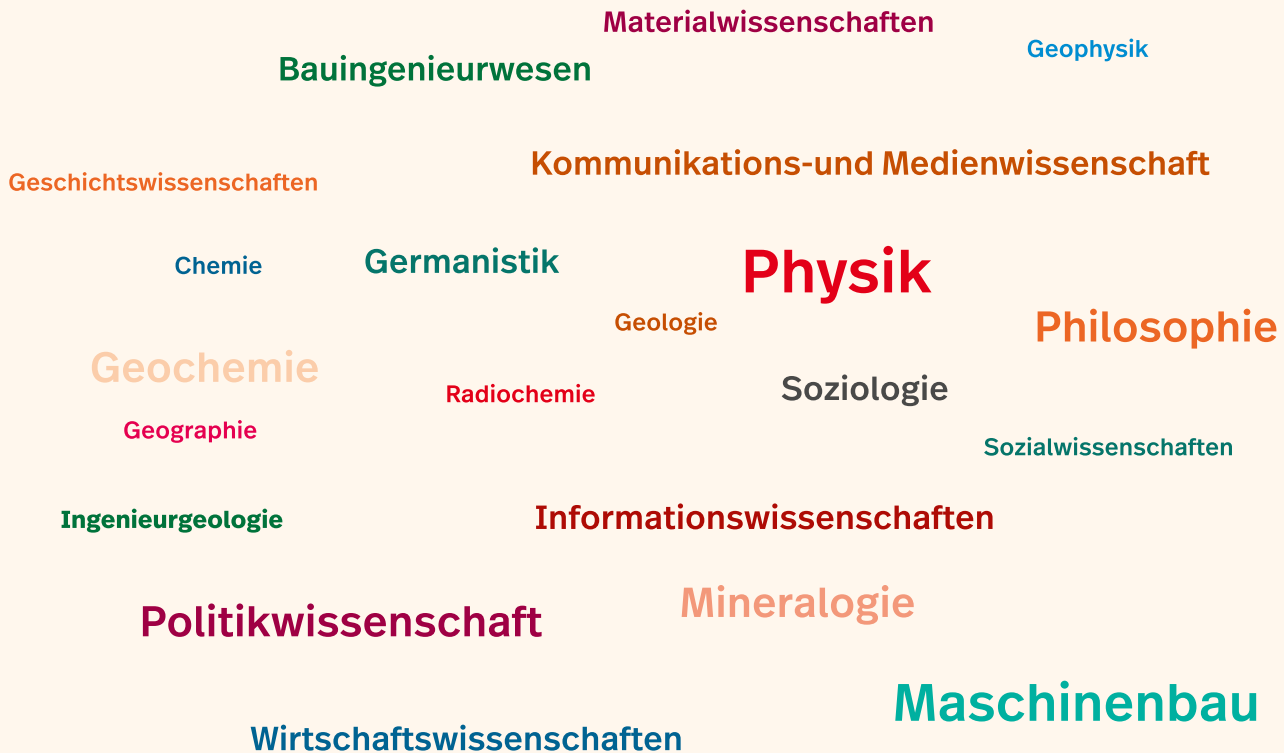 Materialwissenschaften
Geophysik
Bauingenieurwesen
Kommunikations-und Medienwissenschaft
Geschichtswissenschaften
Chemie
Germanistik
Physik
Geologie
Philosophie
Geochemie
Radiochemie
Soziologie
Geographie
Sozialwissenschaften
Ingenieurgeologie
Informationswissenschaften
Politikwissenschaft
Mineralogie
Maschinenbau
Wirtschaftswissenschaften